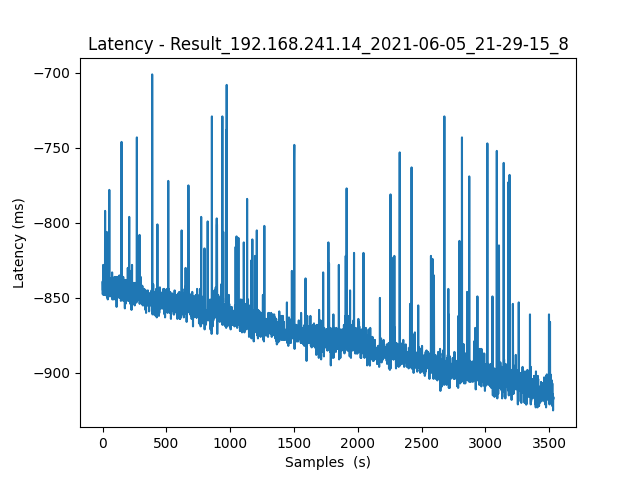 Latency - Result_192.168.241.14_2021-06-05_21-29-15_8
−700
−750
−800
−850
−900
Latency (ms)
0 500 1000 1500 2000 2500 3000 3500
Samples  (s)